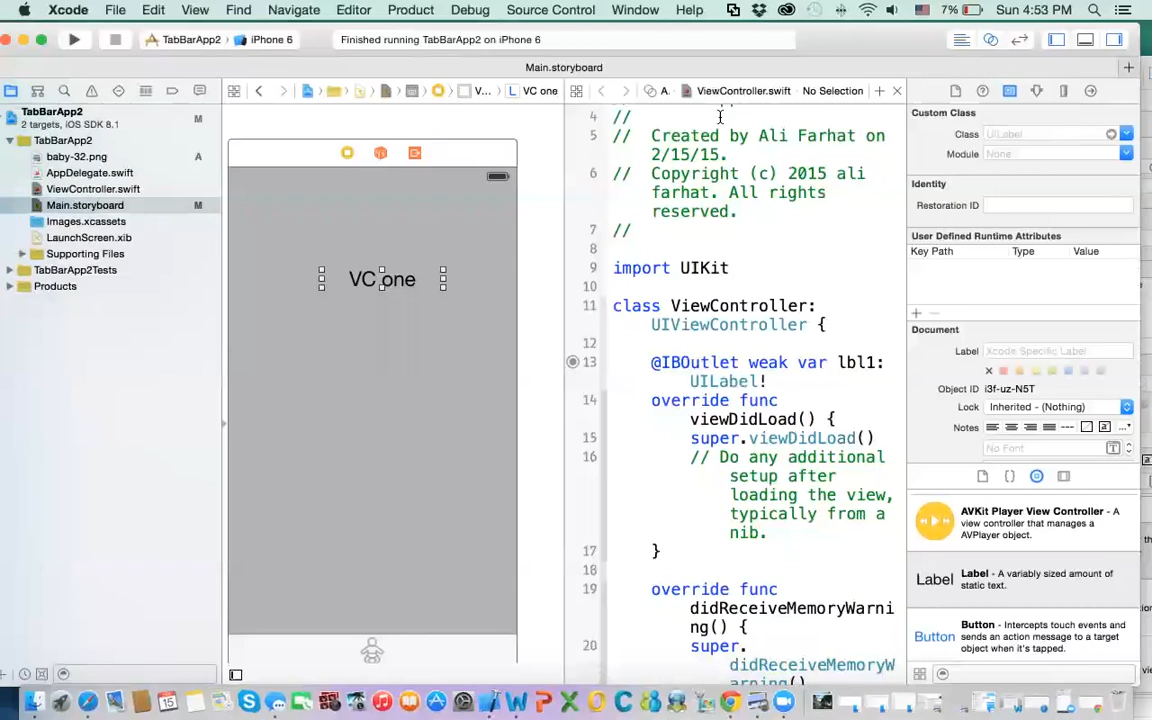 Xcode File Edit View Find Navigate Editor Product Debug Source Control Window Help 7% Sun 4:53 PM
TabBarApp2 iPhone 6 Finished running TabBarApp2 on iPhone 6
Main.storyboard
V... L VC one
A. ViewController.swift No Selection
TabBarApp2 M
2 targets, iOS SDK 8.1
TabBarApp2
baby-32.png A
AppDelegate.swift
ViewController.swift
Main.storyboard M
Images.xcassets
LaunchScreen.xib
Supporting Files
TabBarApp2Tests
Products
VC one
4 //
5 // Created by Ali Farhat on
2/15/15.
6 // Copyright (c) 2015 ali
farhat. All rights
reserved.
7 //
8
9 import UIKit
10
11 class ViewController:
UIViewController {
12
13 @IBOutlet weak var lbl1:
UILabel!
14 override func
viewDidLoad() {
15 super.viewDidLoad()
16 // Do any additional
setup after
loading the view,
typically from a
nib.
17 }
18
19 override func
didReceiveMemoryWarni
ng() {
20 super.
didReceiveMemoryW
arning()
Custom Class
Class UILabel
Module None
Identity
Restoration ID
User Defined Runtime Attributes
Key Path Type Value
Document
Label Xcode Specific Label
Object ID i3f-uz-N5T
Lock Inherited - (Nothing)
Notes
No Font
AVKit Player View Controller - A
view controller that manages a
AVPlayer object.
Label Label - A variably sized amount of
static text.
Button Button - Intercepts touch events and
sends an action message to a target
object when it's tapped.
15